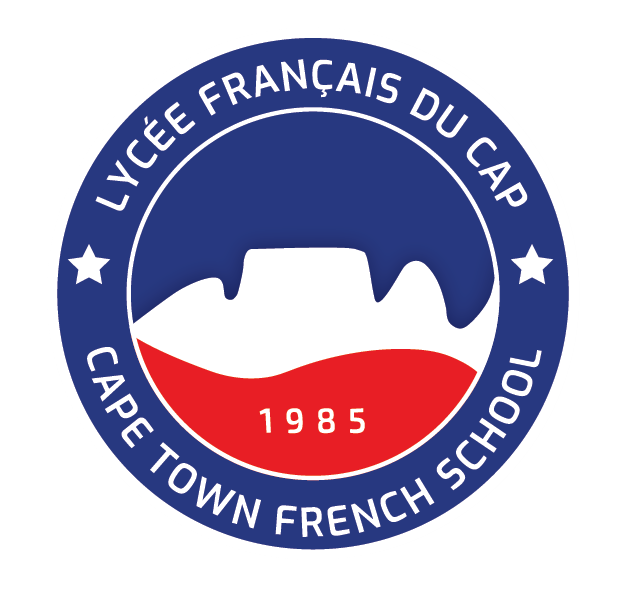 LYCÉE FRANÇAIS DU CAP
1985
CAPE TOWN FRENCH SCHOOL